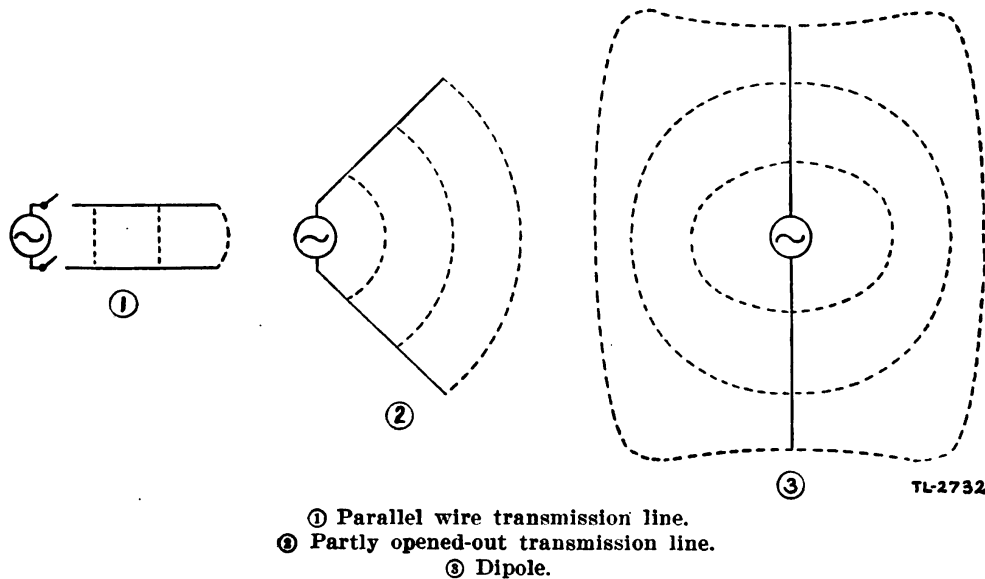 ①
②
③
TL-2732
① Parallel wire transmission line.
② Partly opened-out transmission line.
③ Dipole.